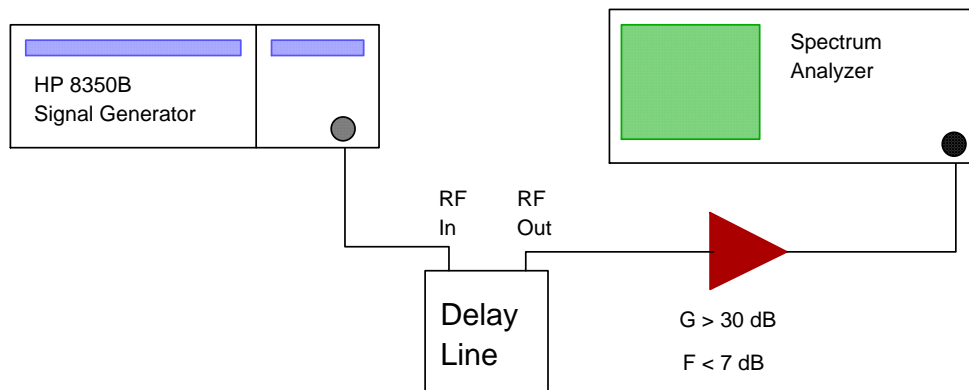 HP 8350B
Signal Generator
Spectrum
Analyzer
RF
In
RF
Out
Delay
Line
G > 30 dB
F < 7 dB